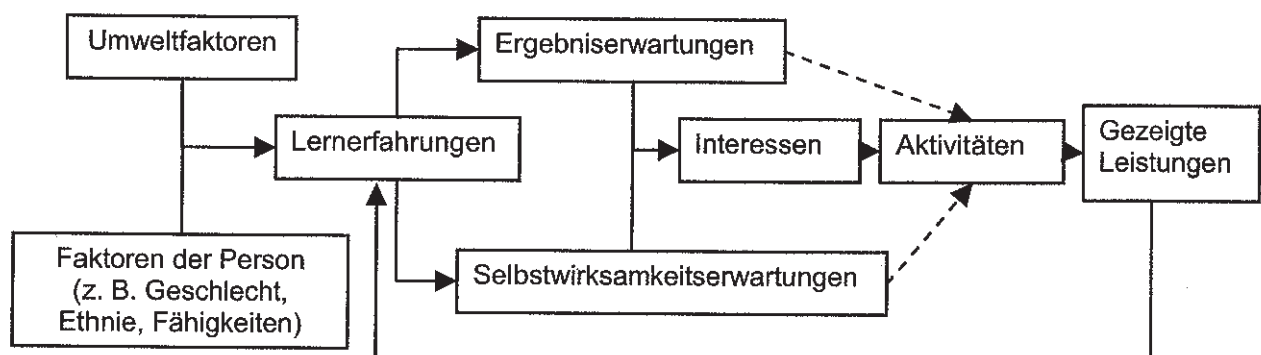 Umweltfaktoren
Ergebniserwartungen
Lernerfahrungen
Interessen
Aktivitäten
Gezeigte
Leistungen
Faktoren der Person
(z. B. Geschlecht,
Ethnie, Fähigkeiten)
Selbstwirksamkeitserwartungen